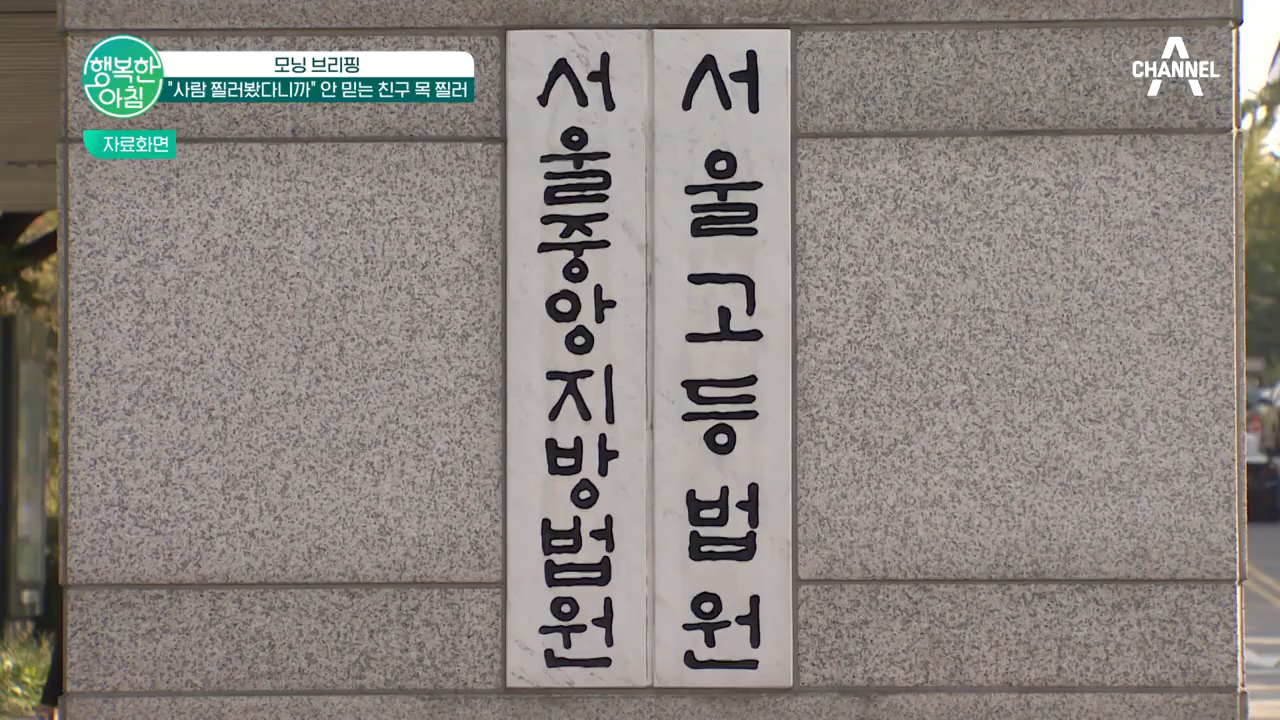 행복한
아침
모닝 브리핑
"사람 찔러봤다니까" 안 믿는 친구 목 찔러
자료화면
CHANNEL A
서울중앙지방법원
서울고등법원